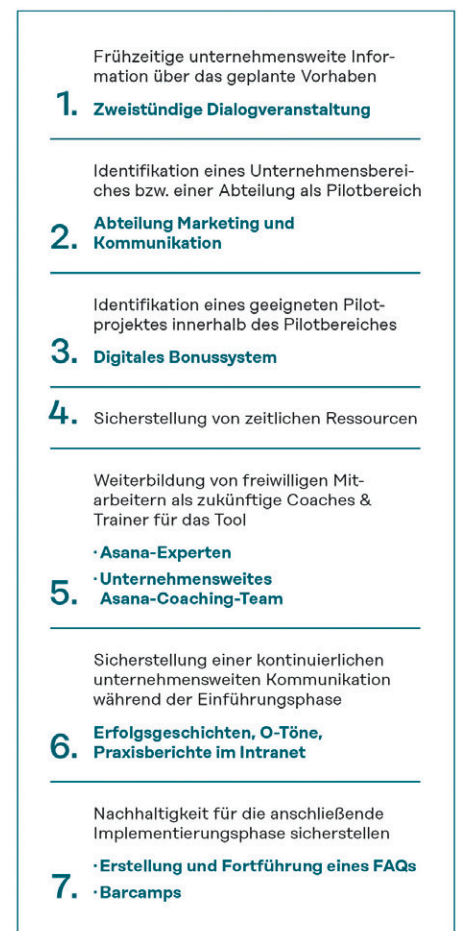 Frühzeitige unternehmensweite Infor-
mation über das geplante Vorhaben
1. Zweistündige Dialogveranstaltung
Identifikation eines Unternehmensberei-
ches bzw. einer Abteilung als Pilotbereich
Abteilung Marketing und
2. Kommunikation
Identifikation eines geeigneten Pilot-
projektes innerhalb des Pilotbereiches
3. Digitales Bonussystem
4. Sicherstellung von zeitlichen Ressourcen
Weiterbildung von freiwilligen Mit-
arbeitern als zukünftige Coaches &
Trainer für das Tool
· Asana-Experten
· Unternehmensweites
5. Asana-Coaching-Team
Sicherstellung einer kontinuierlichen
unternehmensweiten Kommunikation
während der Einführungsphase
Erfolgsgeschichten, O-Töne,
6. Praxisberichte im Intranet
Nachhaltigkeit für die anschließende
Implementierungsphase sicherstellen
· Erstellung und Fortführung eines FAQs
7. · Barcamps